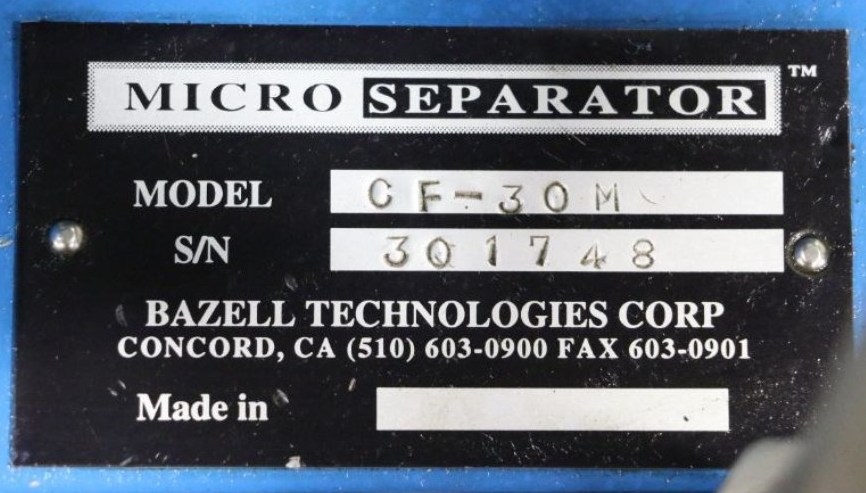 MICRO SEPARATOR™
MODEL CF-30M
S/N 301748
BAZELL TECHNOLOGIES CORP
CONCORD, CA (510) 603-0900 FAX 603-0901
Made in